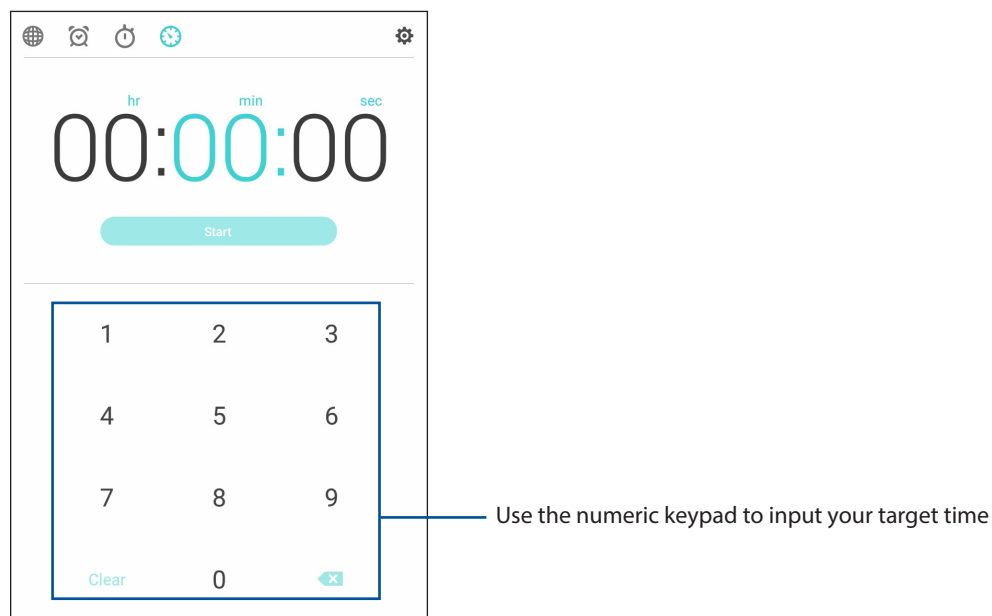 hr min sec
00:00:00
Start
1 2 3
4 5 6
7 8 9
Use the numeric keypad to input your target time
Clear 0